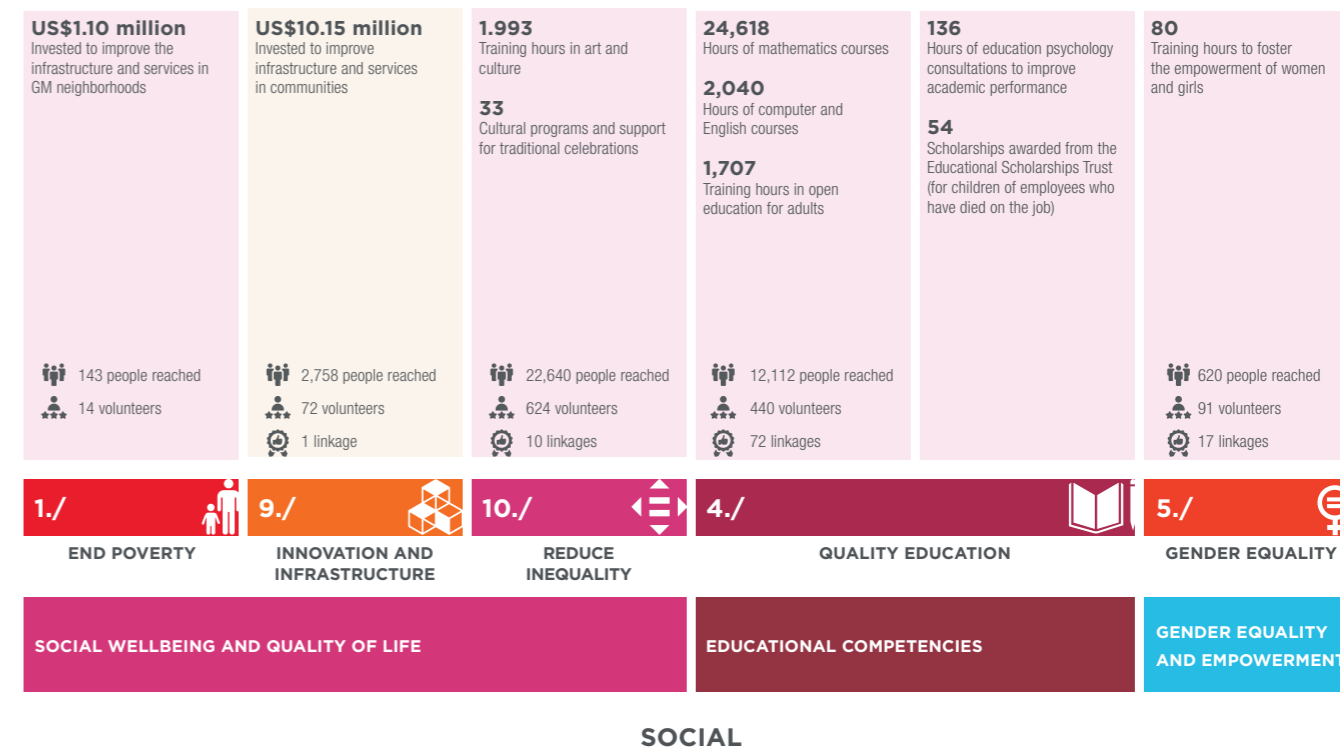 US$1.10 million
Invested to improve the
infrastructure and services in
GM neighborhoods
143 people reached
14 volunteers
US$10.15 million
Invested to improve
infrastructure and services
in communities
2,758 people reached
72 volunteers
1 linkage
1.993
Training hours in art and
culture
33
Cultural programs and support
for traditional celebrations
22,640 people reached
624 volunteers
10 linkages
24,618
Hours of mathematics courses
2,040
Hours of computer and
English courses
1,707
Training hours in open
education for adults
12,112 people reached
440 volunteers
72 linkages
136
Hours of education psychology
consultations to improve
academic performance
54
Scholarships awarded from the
Educational Scholarships Trust
(for children of employees who
have died on the job)
80
Training hours to foster
the empowerment of women
and girls
620 people reached
91 volunteers
17 linkages
1./
END POVERTY
9./
INNOVATION AND
INFRASTRUCTURE
10./
REDUCE
INEQUALITY
4./
QUALITY EDUCATION
5./
GENDER EQUALITY
SOCIAL WELLBEING AND QUALITY OF LIFE
EDUCATIONAL COMPETENCIES
GENDER EQUALITY
AND EMPOWERMENT
SOCIAL